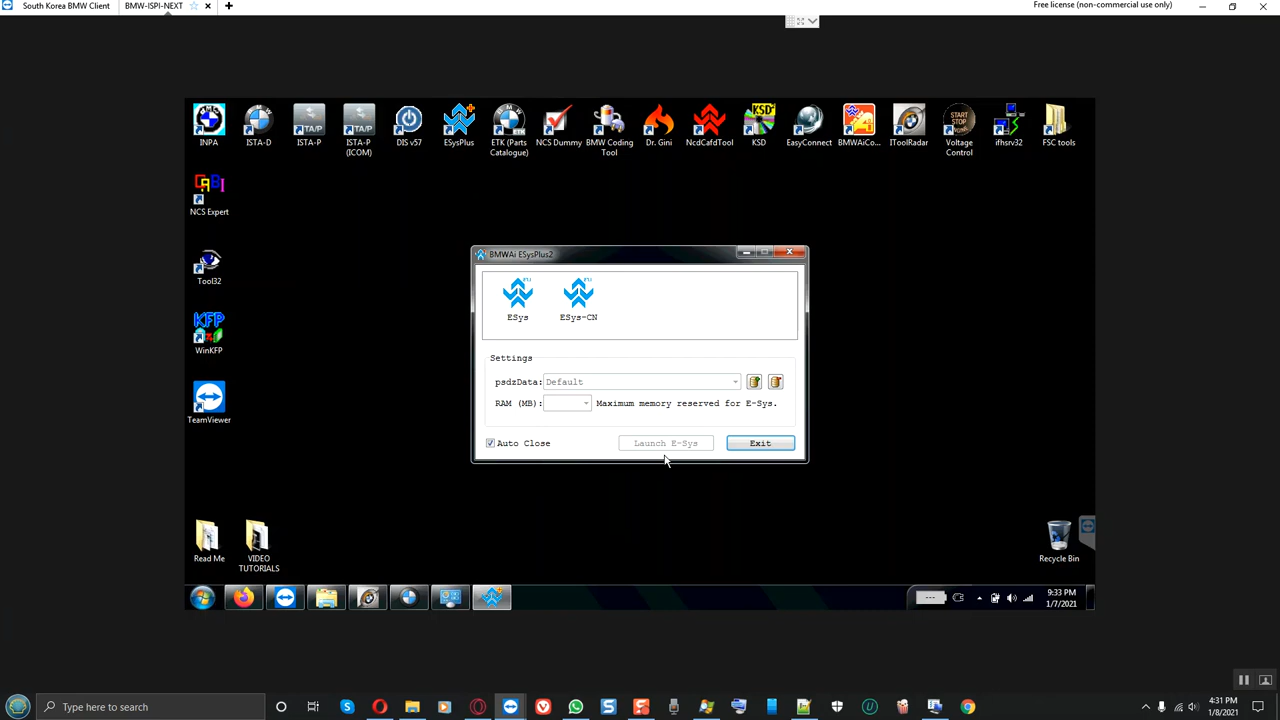 South Korea BMW Client
BMW-ISPI-NEXT
Free license (non-commercial use only)
INPA
ISTA-D
ISTA-P
ISTA-P
(ICOM)
DIS v57
ESysPlus
ETK (Parts
Catalogue)
NCS Dummy
BMW Coding
Tool
Dr. Gini
NcdCafdTool
KSD
EasyConnect
BMWAiCo...
IToolRadar
Voltage
Control
ifhsrv32
FSC tools
NCS Expert
Tool32
WinKFP
TeamViewer
BMWAi ESysPlus2
ESys
ESys-CN
Settings
psdzData: Default
RAM (MB): Maximum memory reserved for E-Sys.
Auto Close
Launch E-Sys
Exit
Read Me
VIDEO
TUTORIALS
Recycle Bin
9:33 PM
1/7/2021
Type here to search
4:31 PM
1/8/2021